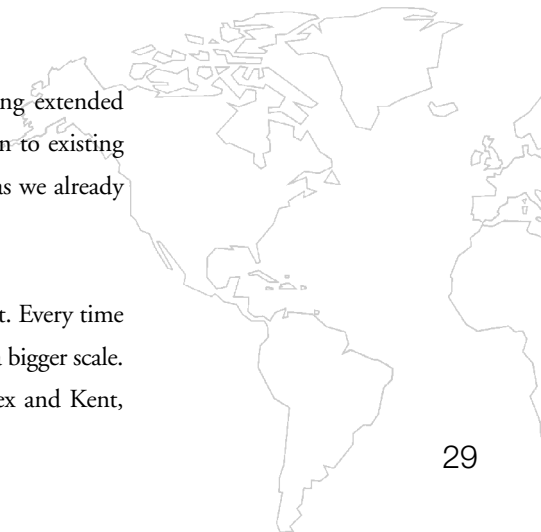 ng extended
n to existing
as we already
t. Every time
bigger scale.
ex and Kent,
29